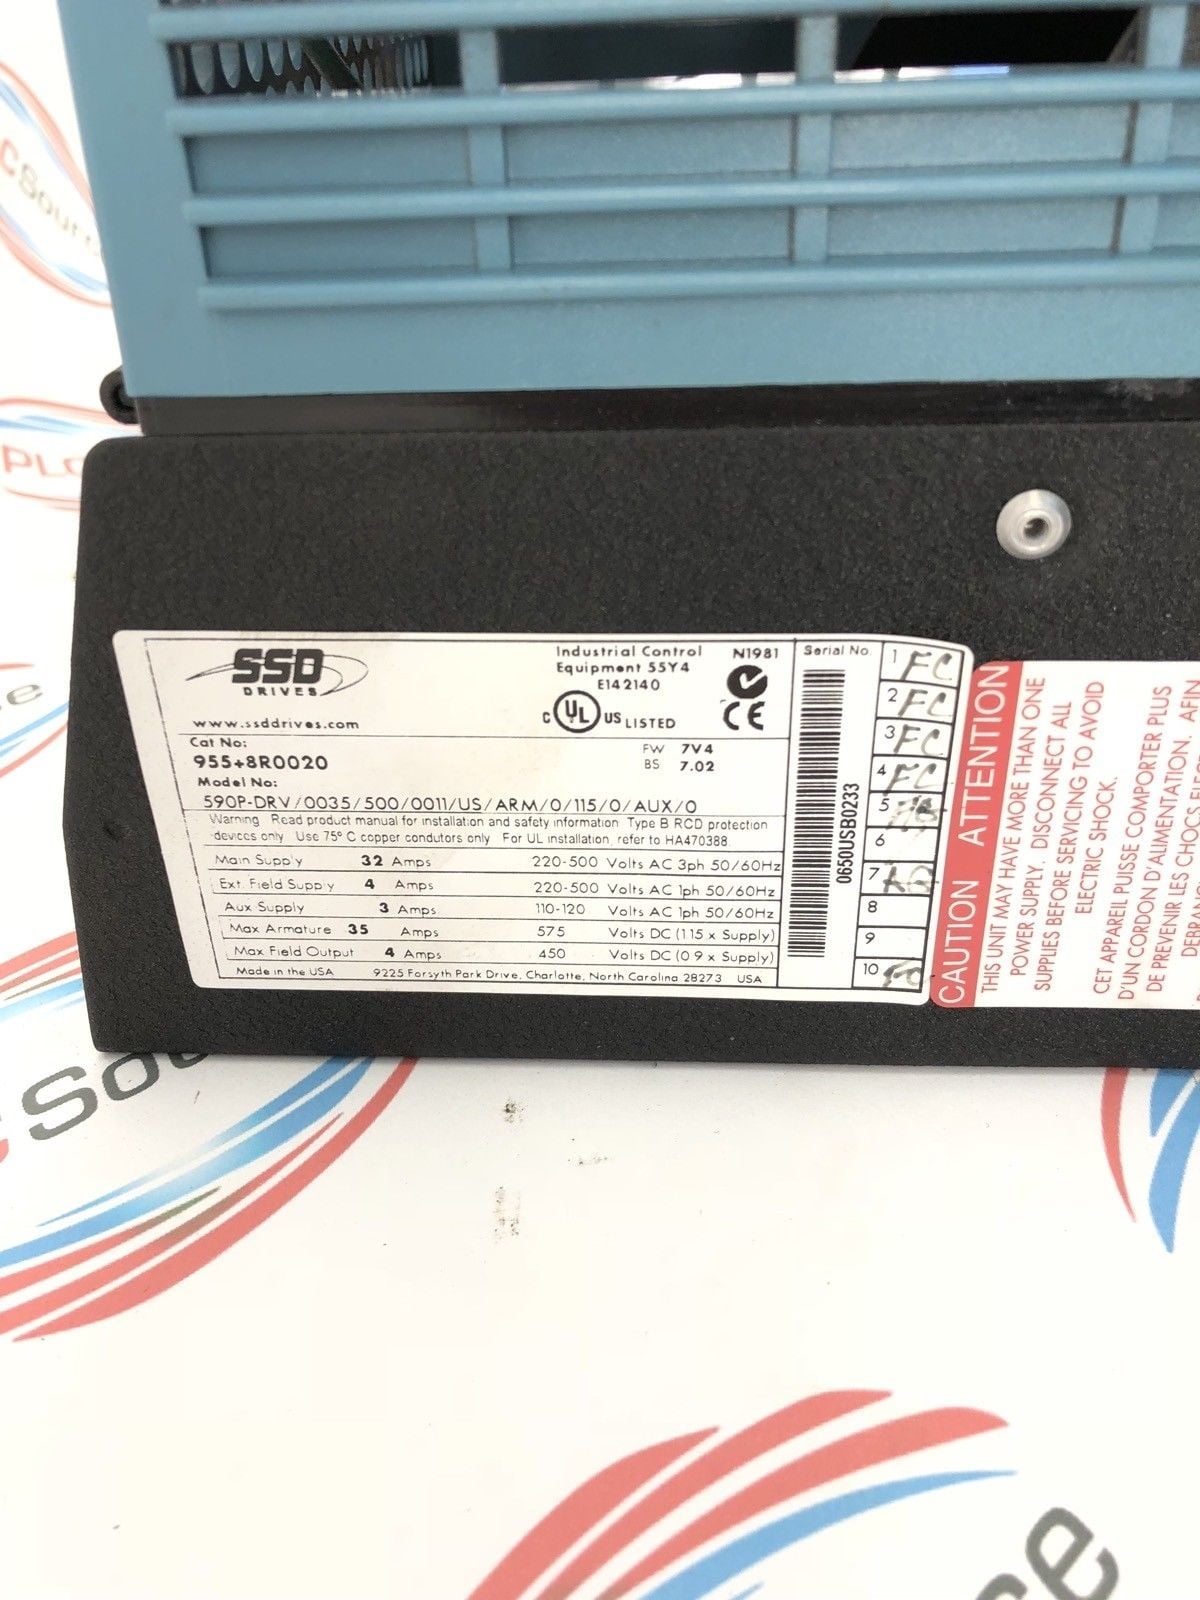 SSD
DRIVES
www.ssddrives.com
Industrial Control
Equipment 55Y4
E142140
C UL US LISTED
N1981
CE
Cat No:
955+8R0020
FW 7V4
BS 7.02
Model No:
590P-DRV/0035/500/0011/US/ARM/0/115/0/AUX/0
Warning Read product manual for installation and safety information Type B RCD protection
devices only Use 75° C copper condutors only For UL installation, refer to HA470388.
Main Supply 32 Amps 220-500 Volts AC 3ph 50/60Hz
Ext. Field Supply 4 Amps 220-500 Volts AC 1ph 50/60Hz
Aux Supply 3 Amps 110-120 Volts AC 1ph 50/60Hz
Max Armature 35 Amps 575 Volts DC (1.15 x Supply)
Max Field Output 4 Amps 450 Volts DC (0.9 x Supply)
Made in the USA 9225 Forsyth Park Drive, Charlotte, North Carolina 28273 USA
Serial No.
0650USB0233
1 FC
2 FC
3 FC
4 FC
5
6
7
8
9
10 FC
CAUTION ATTENTION
THIS UNIT MAY HAVE MORE THAN ONE
POWER SUPPLY. DISCONNECT ALL
SUPPLIES BEFORE SERVICING TO AVOID
ELECTRIC SHOCK.
CET APPAREIL PUISSE COMPORTER PLUS
D'UN CORDON D'ALIMENTATION. AFIN
DE PREVENIR LES CHOCS
CSource
PLC
Source
ce